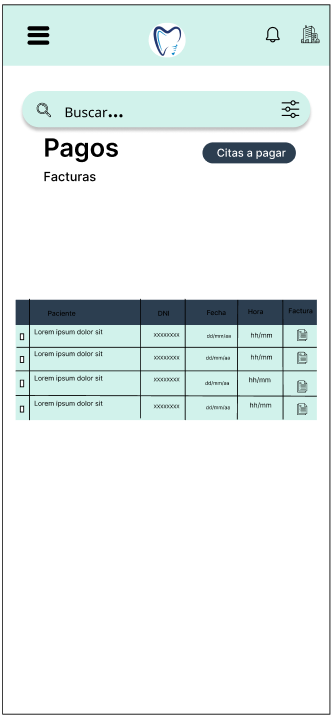 Buscar...
Pagos
Citas a pagar
Facturas
Paciente DNI Fecha Hora Factura
Lorem ipsum dolor sit xxxxxxxx dd/mm/aa hh/mm
Lorem ipsum dolor sit xxxxxxxx dd/mm/aa hh/mm
Lorem ipsum dolor sit xxxxxxxx dd/mm/aa hh/mm
Lorem ipsum dolor sit xxxxxxxx dd/mm/aa hh/mm